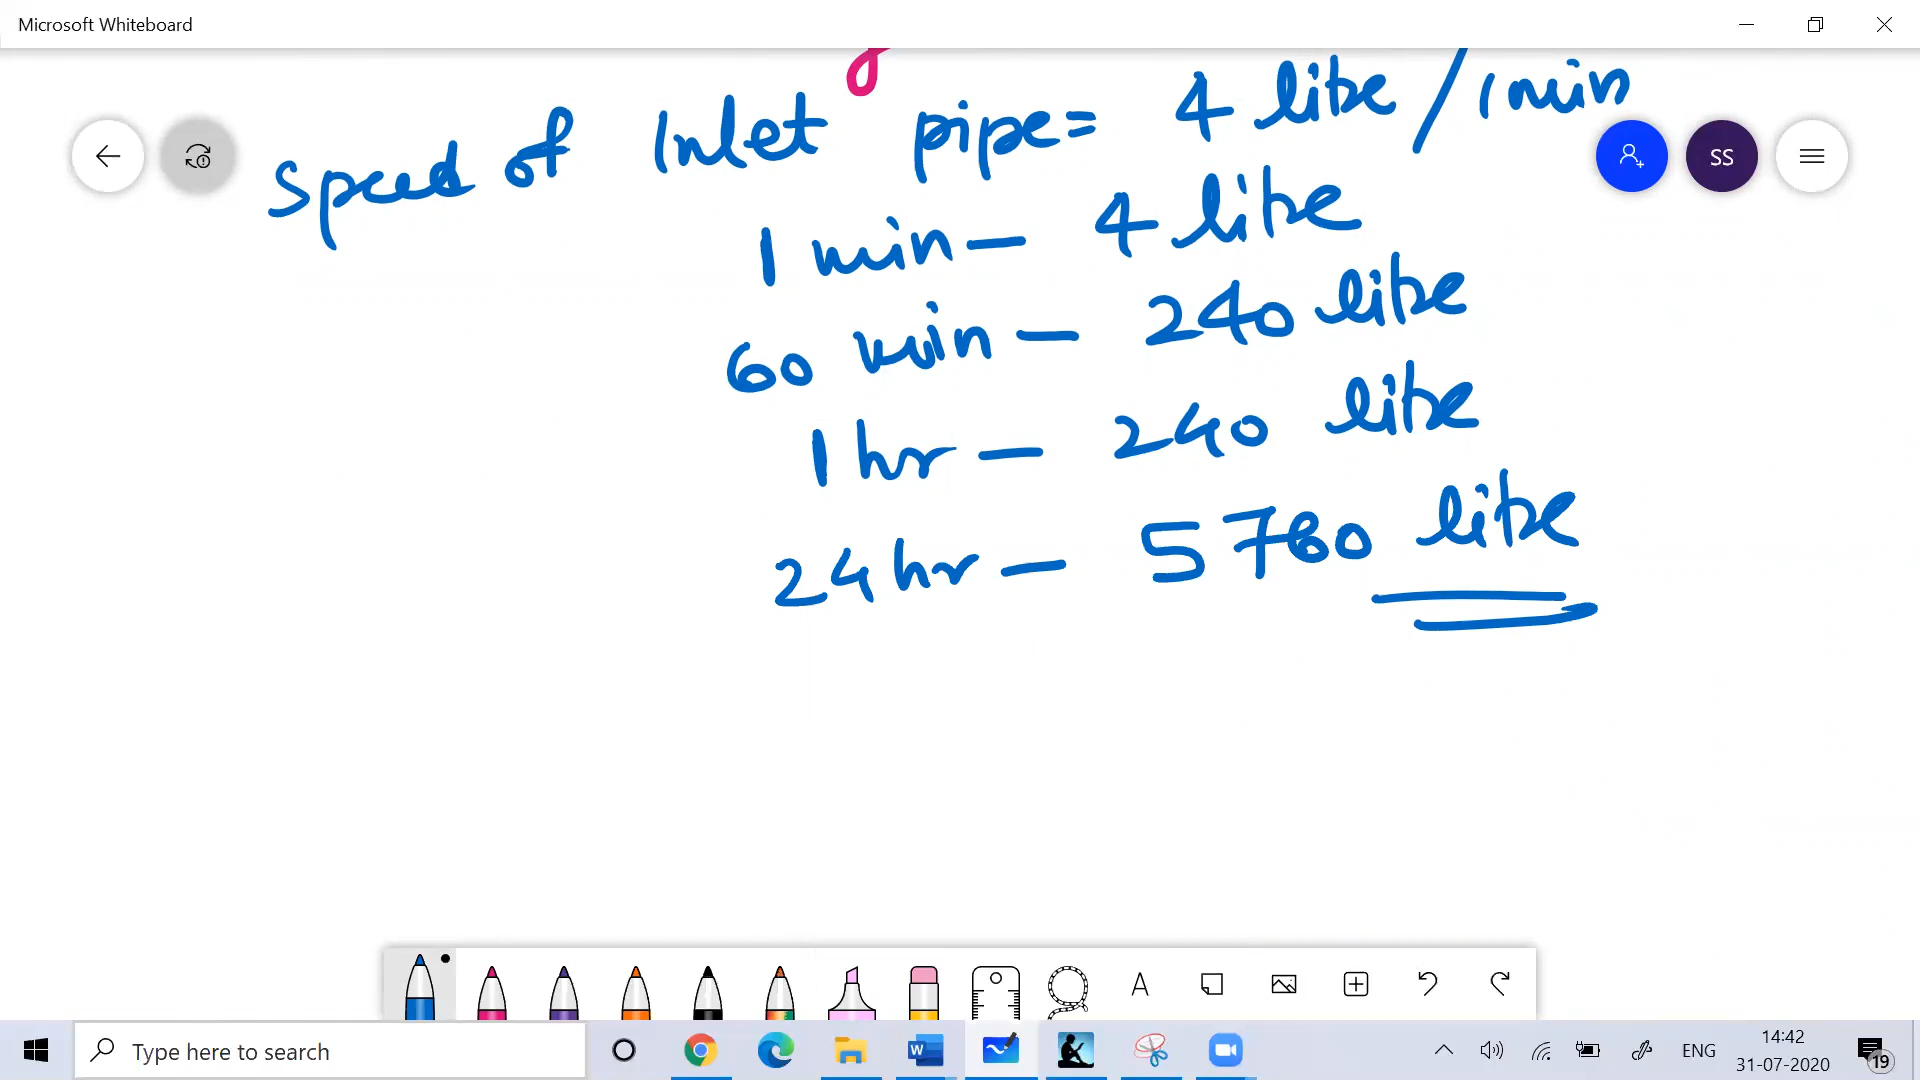 Microsoft Whiteboard
speed of Inlet pipe = 4 litre / 1 min
SS
1 min — 4 litre
60 min — 240 litre
1 hr — 240 litre
24 hr — 5760 litre
A
Type here to search
ENG
14:42
31-07-2020
19